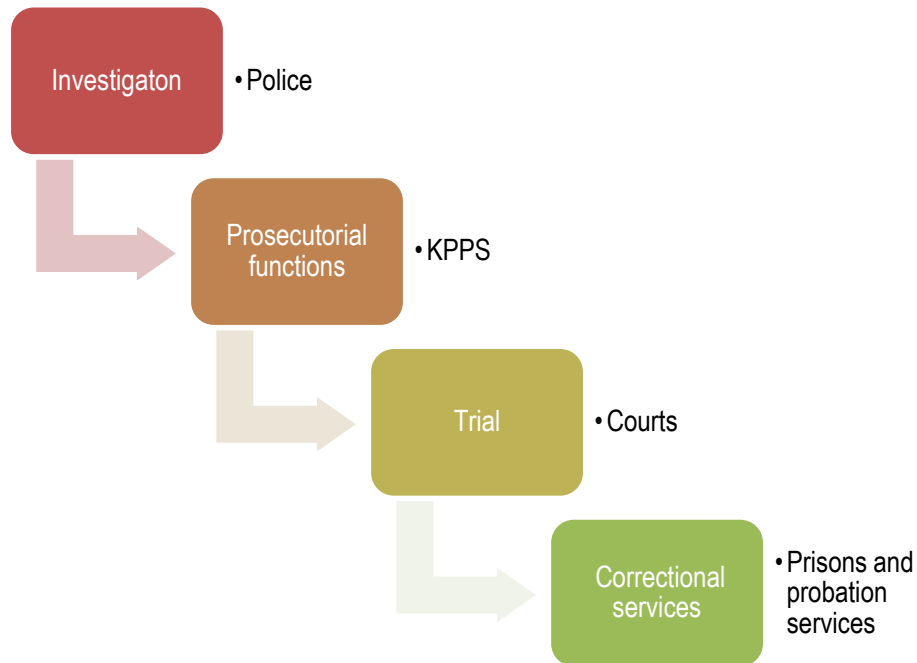 Investigaton
• Police
Prosecutorial
functions
• KPPS
Trial
• Courts
Correctional
services
• Prisons and
probation
services